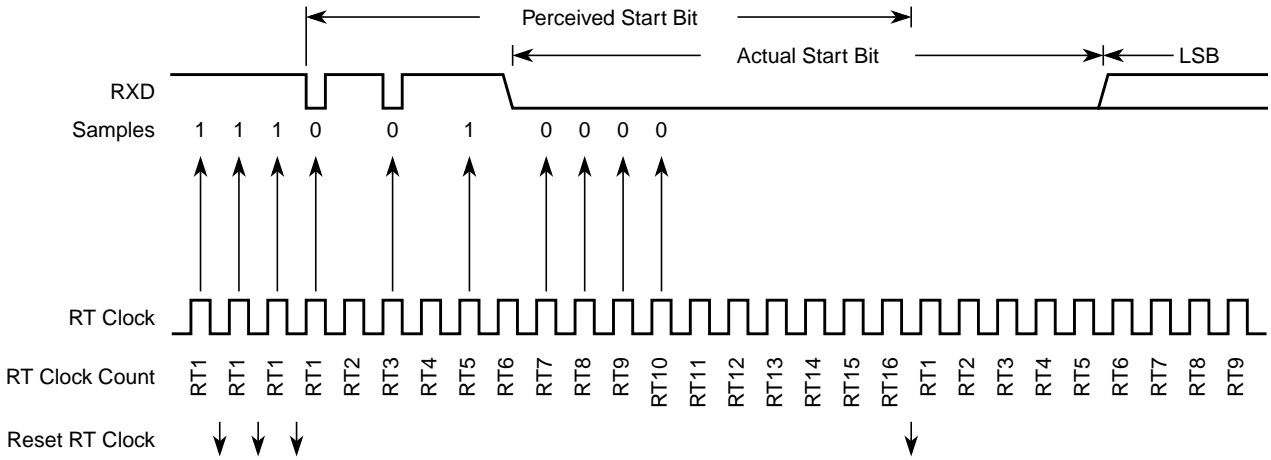 Perceived Start Bit
Actual Start Bit LSB
RXD
Samples 1 1 1 0 0 1 0 0 0 0
RT Clock
RT Clock Count RT1 RT1 RT1 RT1 RT2 RT3 RT4 RT5 RT6 RT7 RT8 RT9 RT10 RT11 RT12 RT13 RT14 RT15 RT16 RT1 RT2 RT3 RT4 RT5 RT6 RT7 RT8 RT9
Reset RT Clock